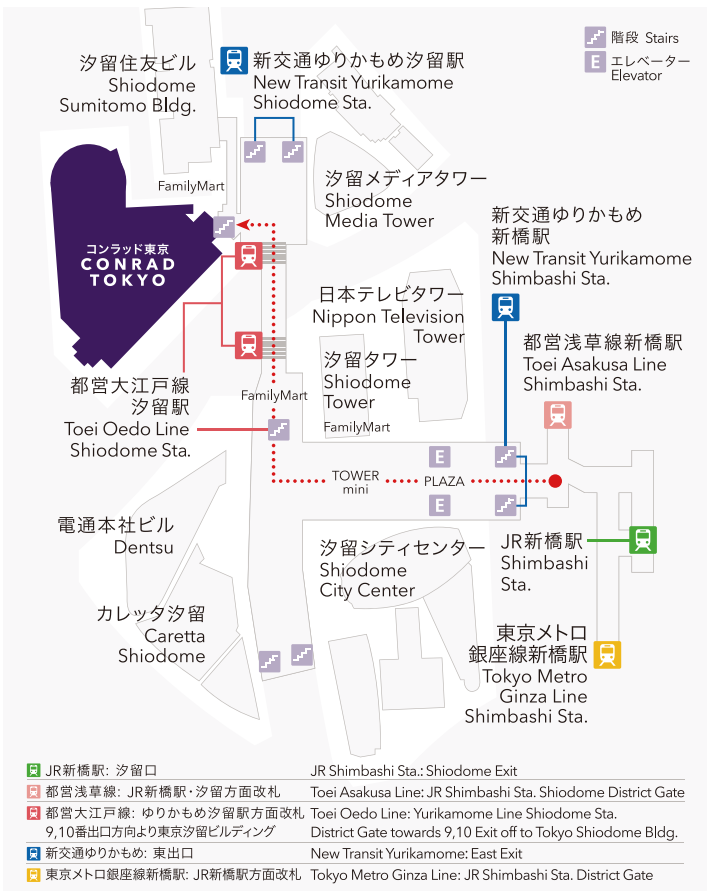 階段 Stairs
E エレベーター
Elevator
汐留住友ビル
Shiodome
Sumitomo Bldg.
新交通ゆりかもめ汐留駅
New Transit Yurikamome
Shiodome Sta.
FamilyMart
汐留メディアタワー
Shiodome
Media Tower
コンラッド東京
CONRAD
TOKYO
新交通ゆりかもめ
新橋駅
New Transit Yurikamome
Shimbashi Sta.
日本テレビタワー
Nippon Television
Tower
都営浅草線新橋駅
Toei Asakusa Line
Shimbashi Sta.
汐留タワー
Shiodome
Tower
FamilyMart
FamilyMart
都営大江戸線
汐留駅
Toei Oedo Line
Shiodome Sta.
E
TOWER
mini
PLAZA
E
電通本社ビル
Dentsu
汐留シティセンター
Shiodome
City Center
JR新橋駅
Shimbashi
Sta.
カレッタ汐留
Caretta
Shiodome
東京メトロ
銀座線新橋駅
Tokyo Metro
Ginza Line
Shimbashi Sta.
JR新橋駅: 汐留口 JR Shimbashi Sta.: Shiodome Exit
都営浅草線: JR新橋駅・汐留方面改札 Toei Asakusa Line: JR Shimbashi Sta. Shiodome District Gate
都営大江戸線: ゆりかもめ汐留駅方面改札 Toei Oedo Line: Yurikamome Line Shiodome Sta.
9,10番出口方向より東京汐留ビルディング District Gate towards 9,10 Exit off to Tokyo Shiodome Bldg.
新交通ゆりかもめ: 東出口 New Transit Yurikamome: East Exit
東京メトロ銀座線新橋駅: JR新橋駅方面改札 Tokyo Metro Ginza Line: JR Shimbashi Sta. District Gate